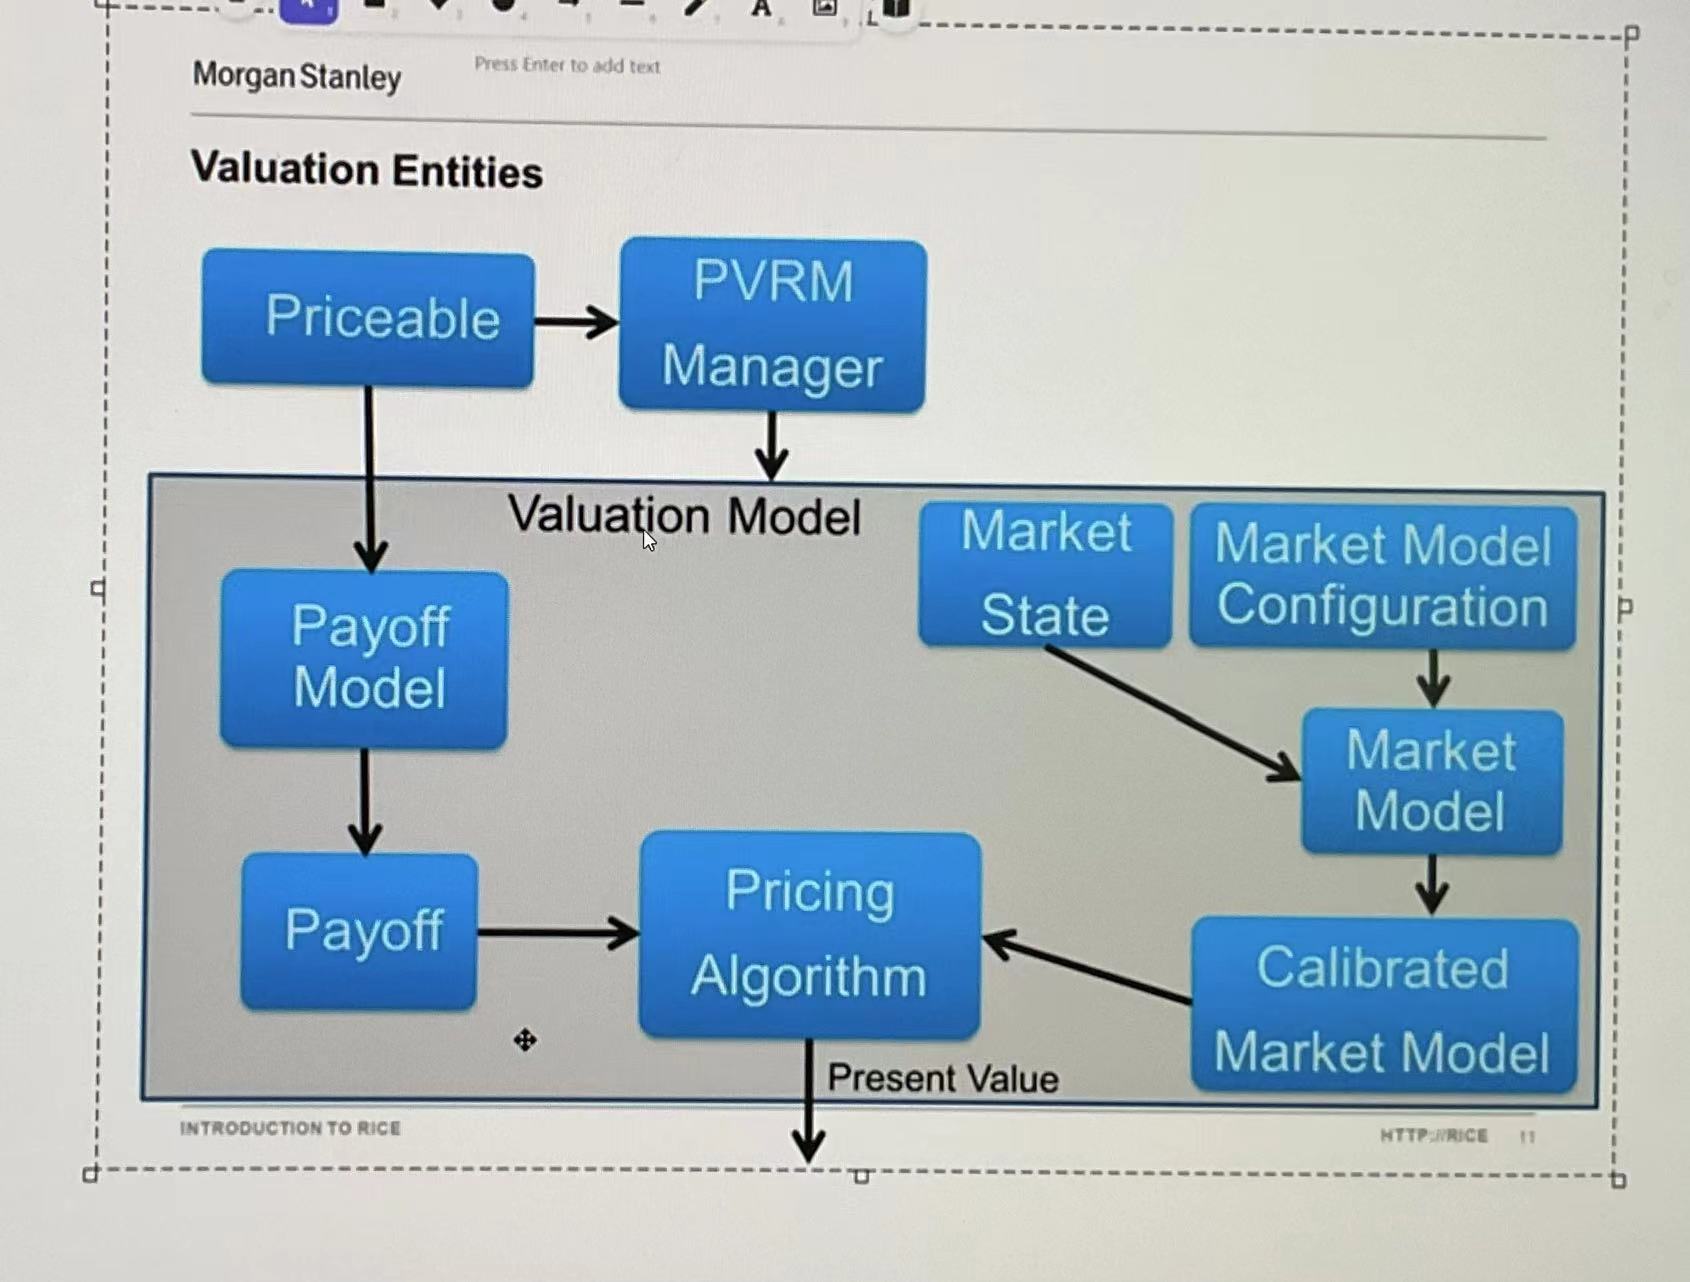 Press Enter to add text
Morgan Stanley
Valuation Entities
Priceable
PVRM
Manager
Valuation Model
Market
State
Market Model
Configuration
Payoff
Model
Market
Model
Payoff
Pricing
Algorithm
Calibrated
Market Model
Present Value
INTRODUCTION TO RICE
HTTP://RICE 11